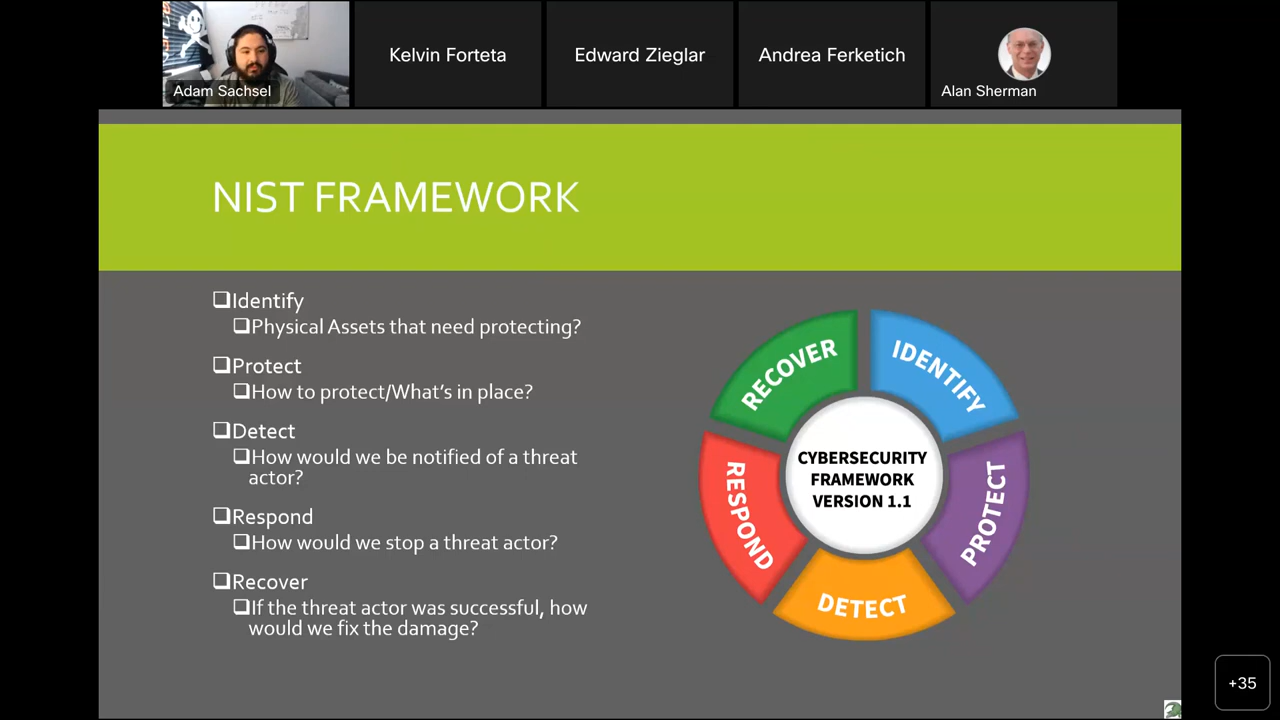 Kelvin Forteta
Edward Zieglar
Andrea Ferketich
Adam Sachsel
Alan Sherman
NIST FRAMEWORK
❑Identify
❑Physical Assets that need protecting?
❑Protect
❑How to protect/What's in place?
❑Detect
❑How would we be notified of a threat
actor?
❑Respond
❑How would we stop a threat actor?
❑Recover
❑If the threat actor was successful, how
would we fix the damage?
RECOVER
IDENTIFY
CYBERSECURITY
FRAMEWORK
VERSION 1.1
RESPOND
PROTECT
DETECT
+35